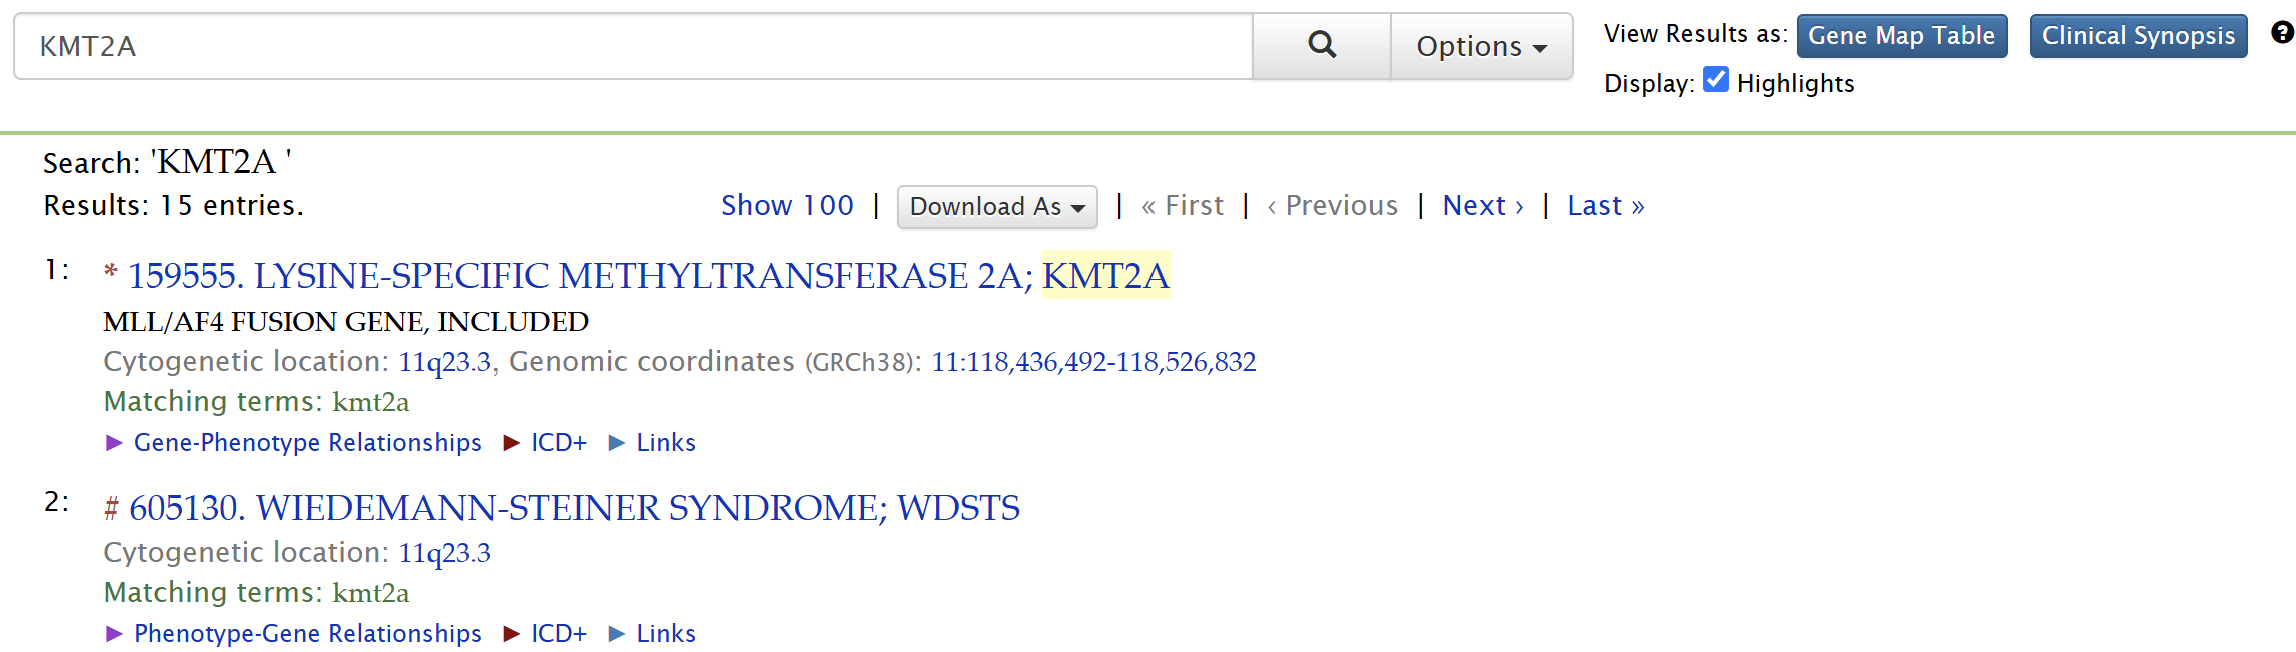 KMT2A
Options
View Results as: Gene Map Table Clinical Synopsis ?
Display: Highlights
Search: 'KMT2A '
Results: 15 entries.
Show 100 | Download As | « First | ‹ Previous | Next › | Last »
1: * 159555. LYSINE-SPECIFIC METHYLTRANSFERASE 2A; KMT2A
MLL/AF4 FUSION GENE, INCLUDED
Cytogenetic location: 11q23.3, Genomic coordinates (GRCh38): 11:118,436,492-118,526,832
Matching terms: kmt2a
► Gene-Phenotype Relationships ► ICD+ ► Links
2: # 605130. WIEDEMANN-STEINER SYNDROME; WDSTS
Cytogenetic location: 11q23.3
Matching terms: kmt2a
► Phenotype-Gene Relationships ► ICD+ ► Links